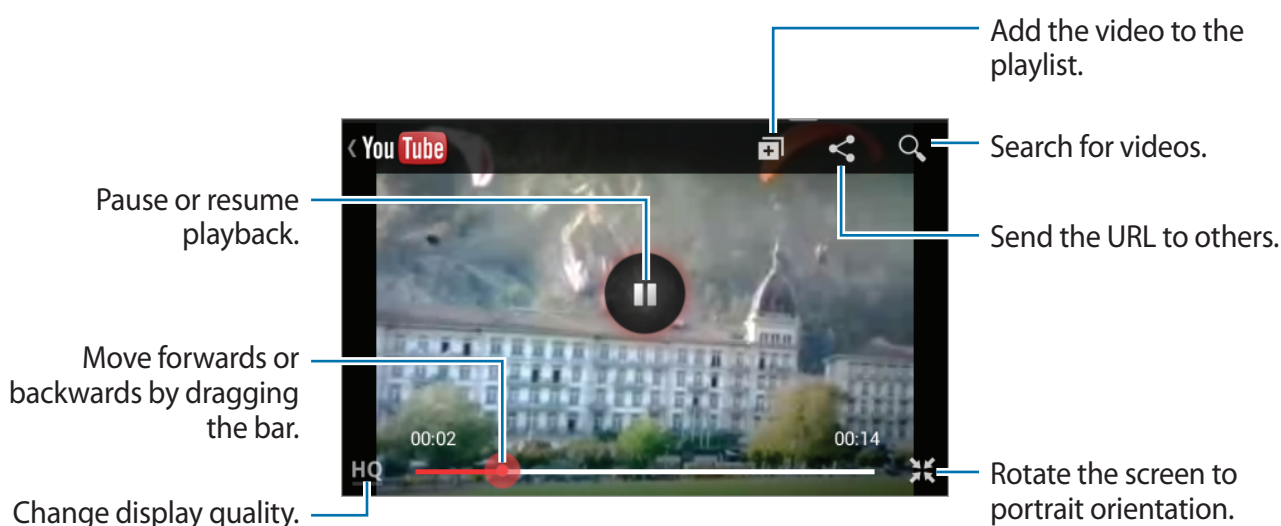 Add the video to the
playlist.
You Tube
Search for videos.
Pause or resume
playback.
Send the URL to others.
Move forwards or
backwards by dragging
the bar.
00:02
00:14
HQ
Rotate the screen to
portrait orientation.
Change display quality.